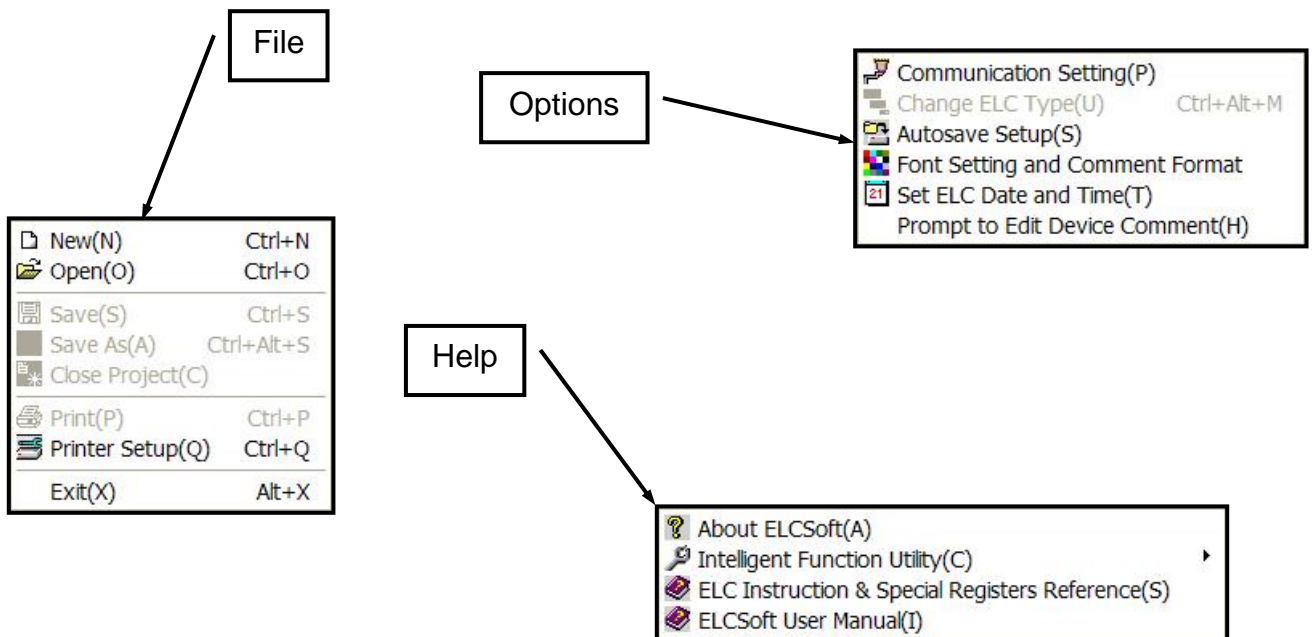 File
New(N) Ctrl+N
Open(O) Ctrl+O
Save(S) Ctrl+S
Save As(A) Ctrl+Alt+S
Close Project(C)
Print(P) Ctrl+P
Printer Setup(Q) Ctrl+Q
Exit(X) Alt+X
Options
Communication Setting(P)
Change ELC Type(U) Ctrl+Alt+M
Autosave Setup(S)
Font Setting and Comment Format
21 Set ELC Date and Time(T)
Prompt to Edit Device Comment(H)
Help
About ELCSoft(A)
Intelligent Function Utility(C)
ELC Instruction & Special Registers Reference(S)
ELCSoft User Manual(I)